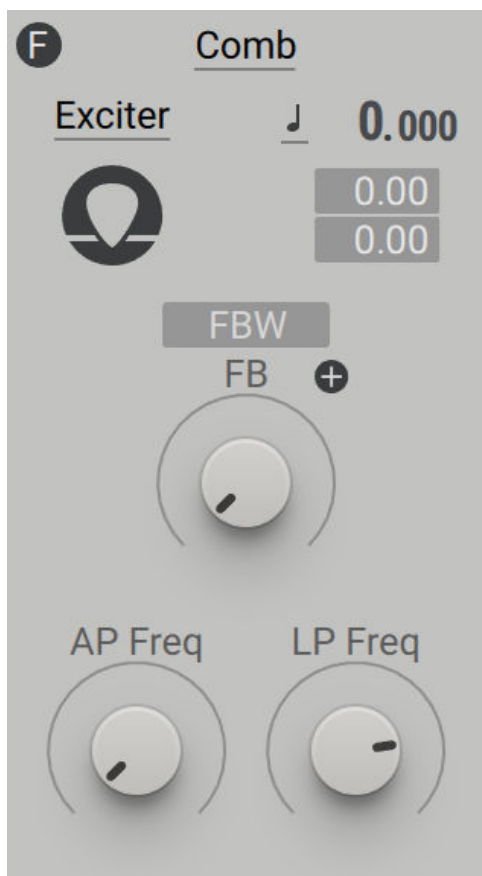 F Comb
Exciter ♩ 0.000
0.00
0.00
FBW
FB +
AP Freq LP Freq